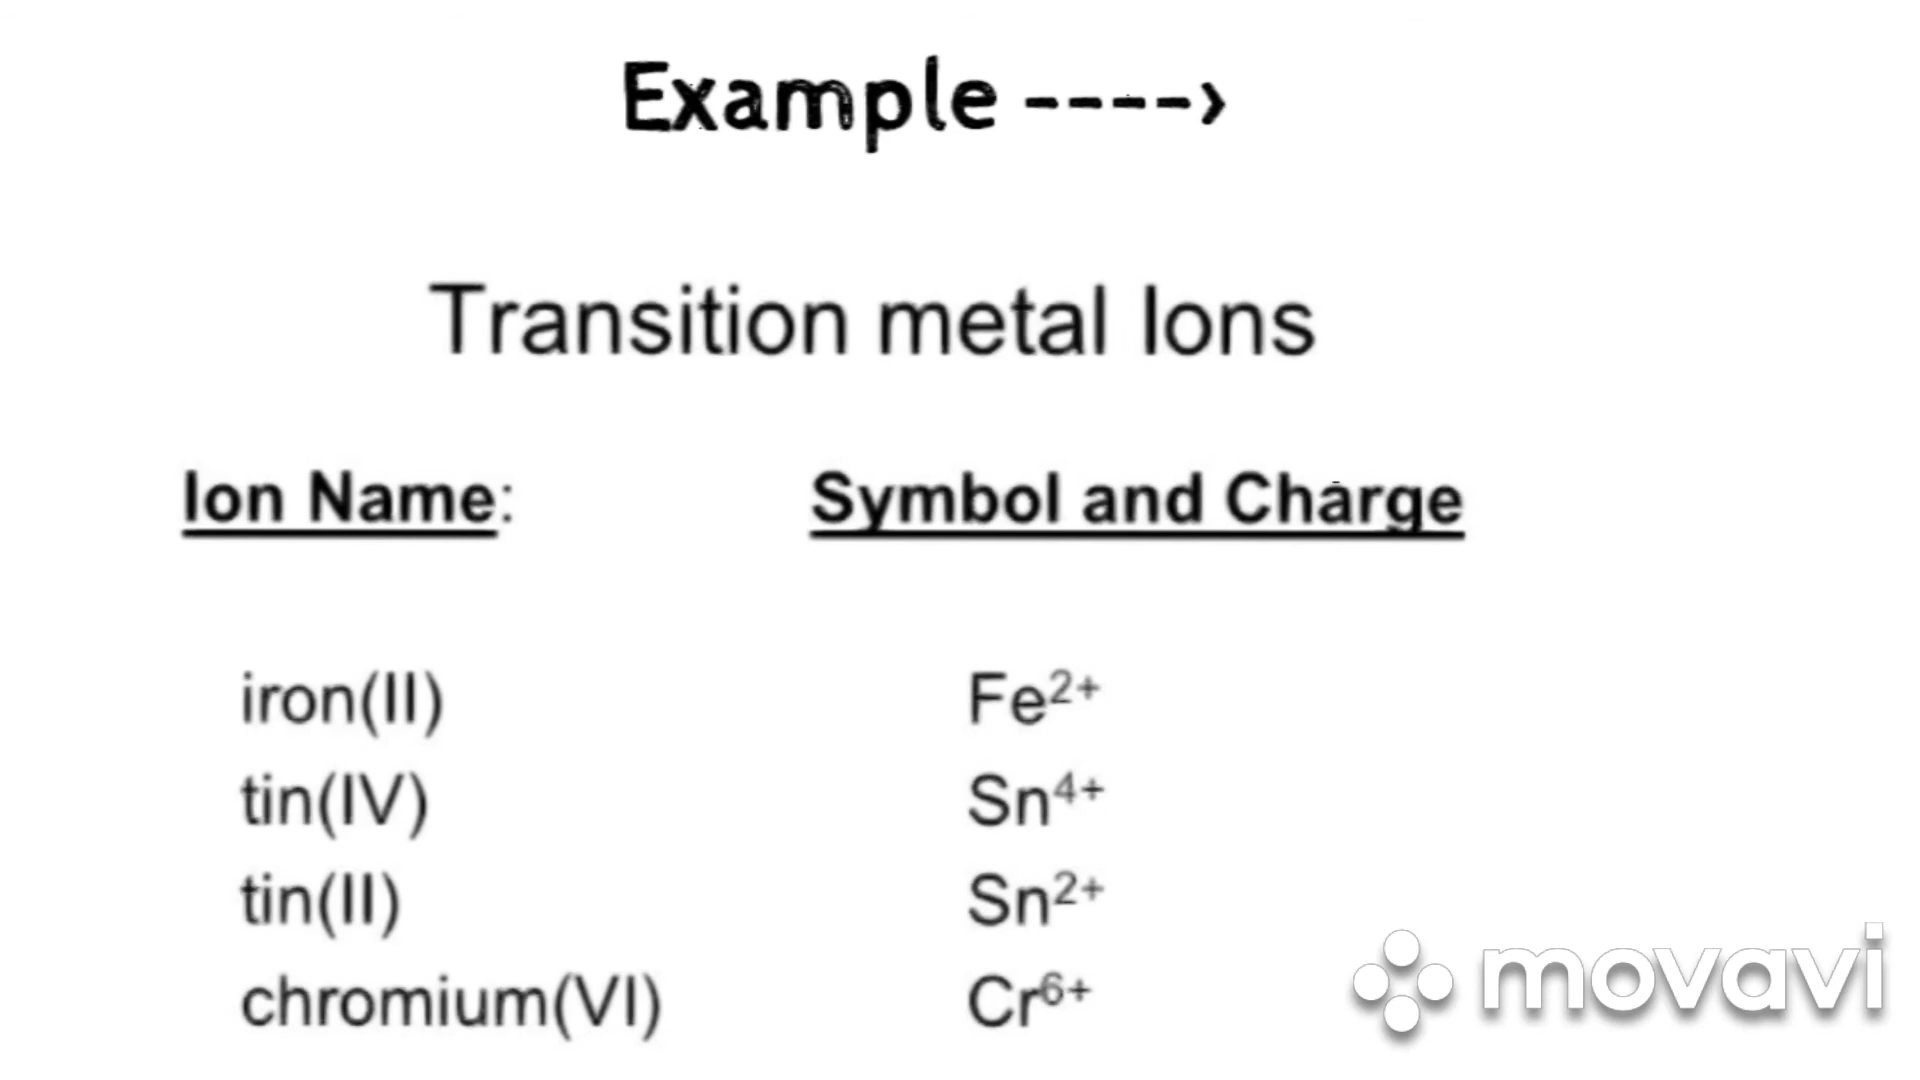 Example ---->
Transition metal Ions
Ion Name: Symbol and Charge
iron(II) Fe²⁺
tin(IV) Sn⁴⁺
tin(II) Sn²⁺
chromium(VI) Cr⁶⁺
movavi